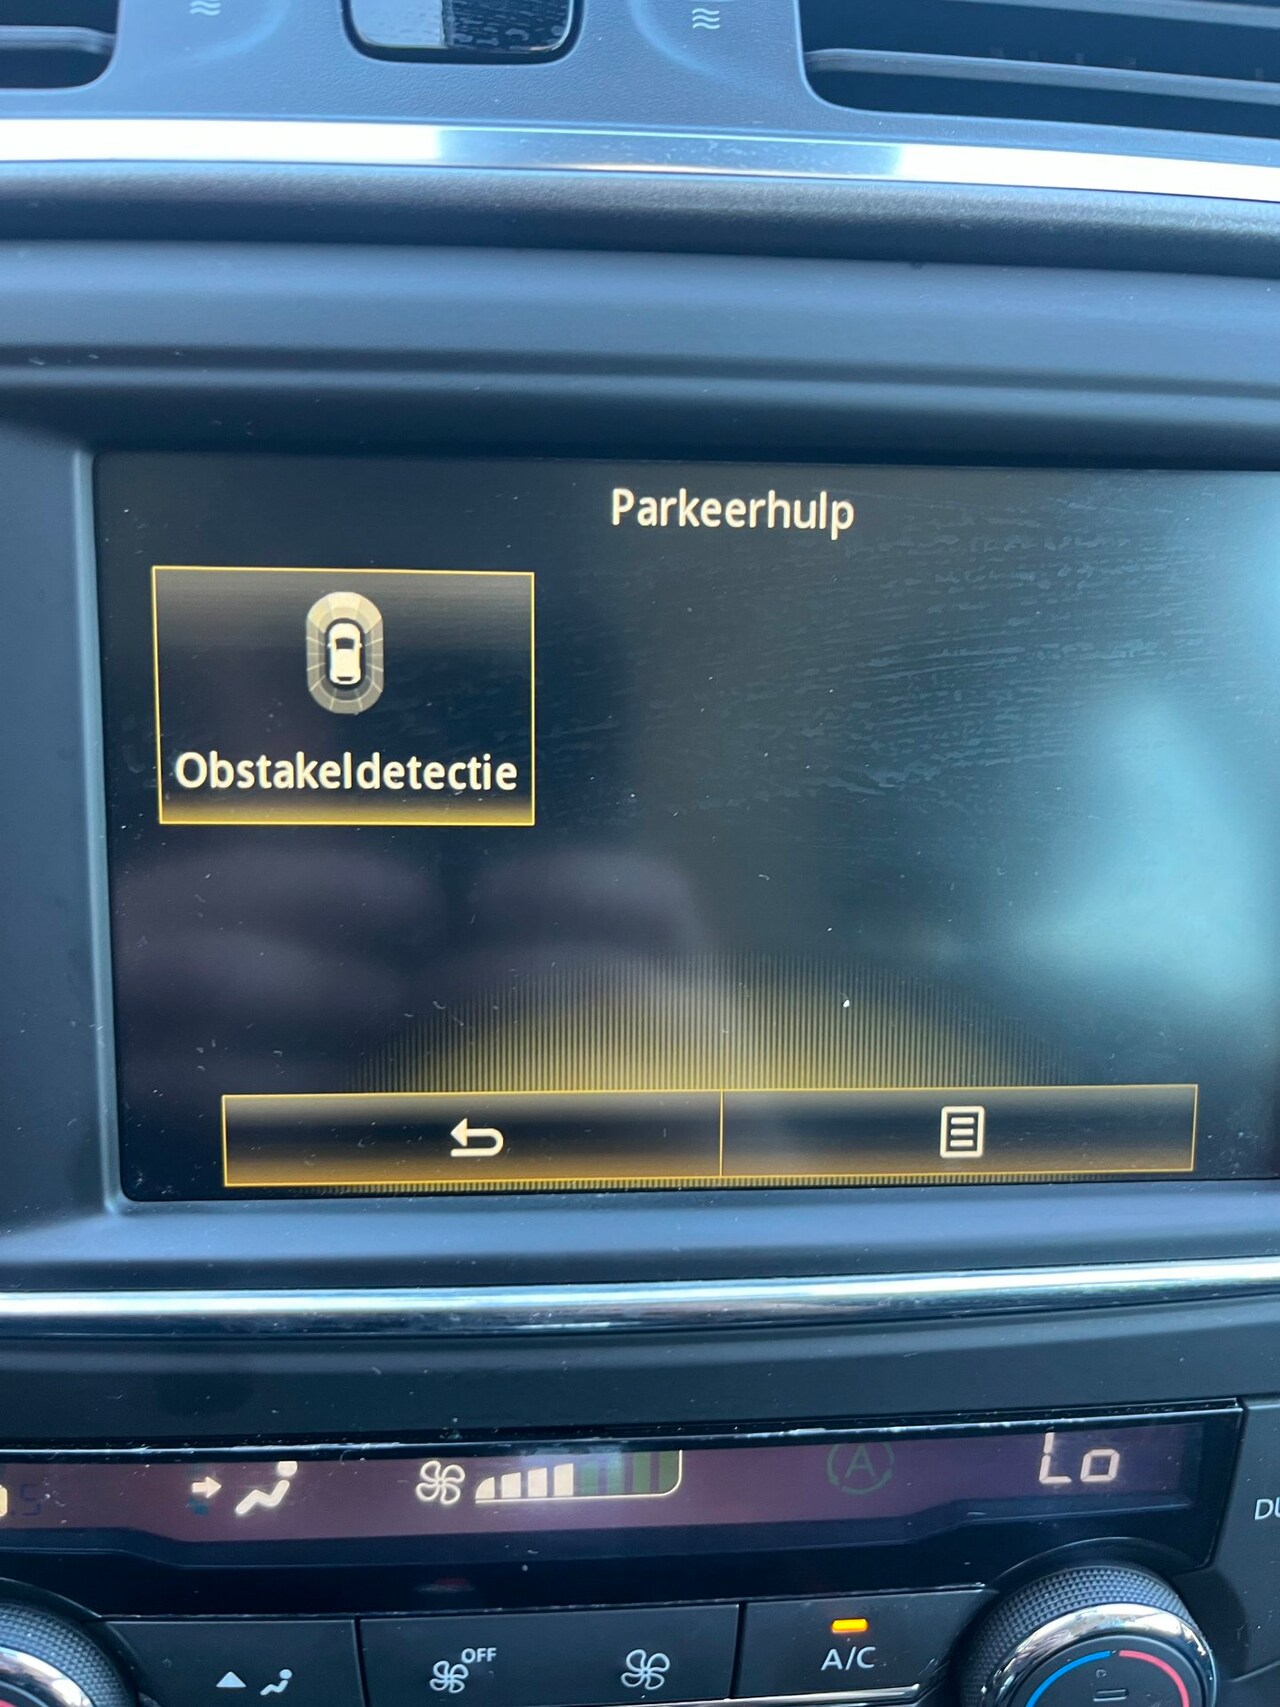 Parkeerhulp
Obstakeldetectie
A
Lo
OFF
A/C